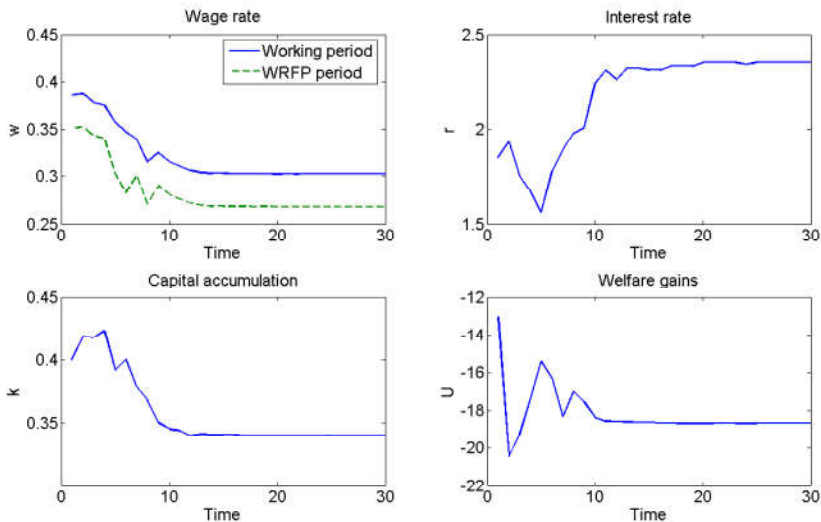 Wage rate
Working period
WRFP period
0.45
0.4
0.35
0.3
0.25
w
0
10
20
30
Time
Interest rate
2.5
2
1.5
r
0
10
20
30
Time
Capital accumulation
0.45
0.4
0.35
k
0
10
20
30
Time
Welfare gains
-12
-14
-16
-18
-20
-22
U
0
10
20
30
Time